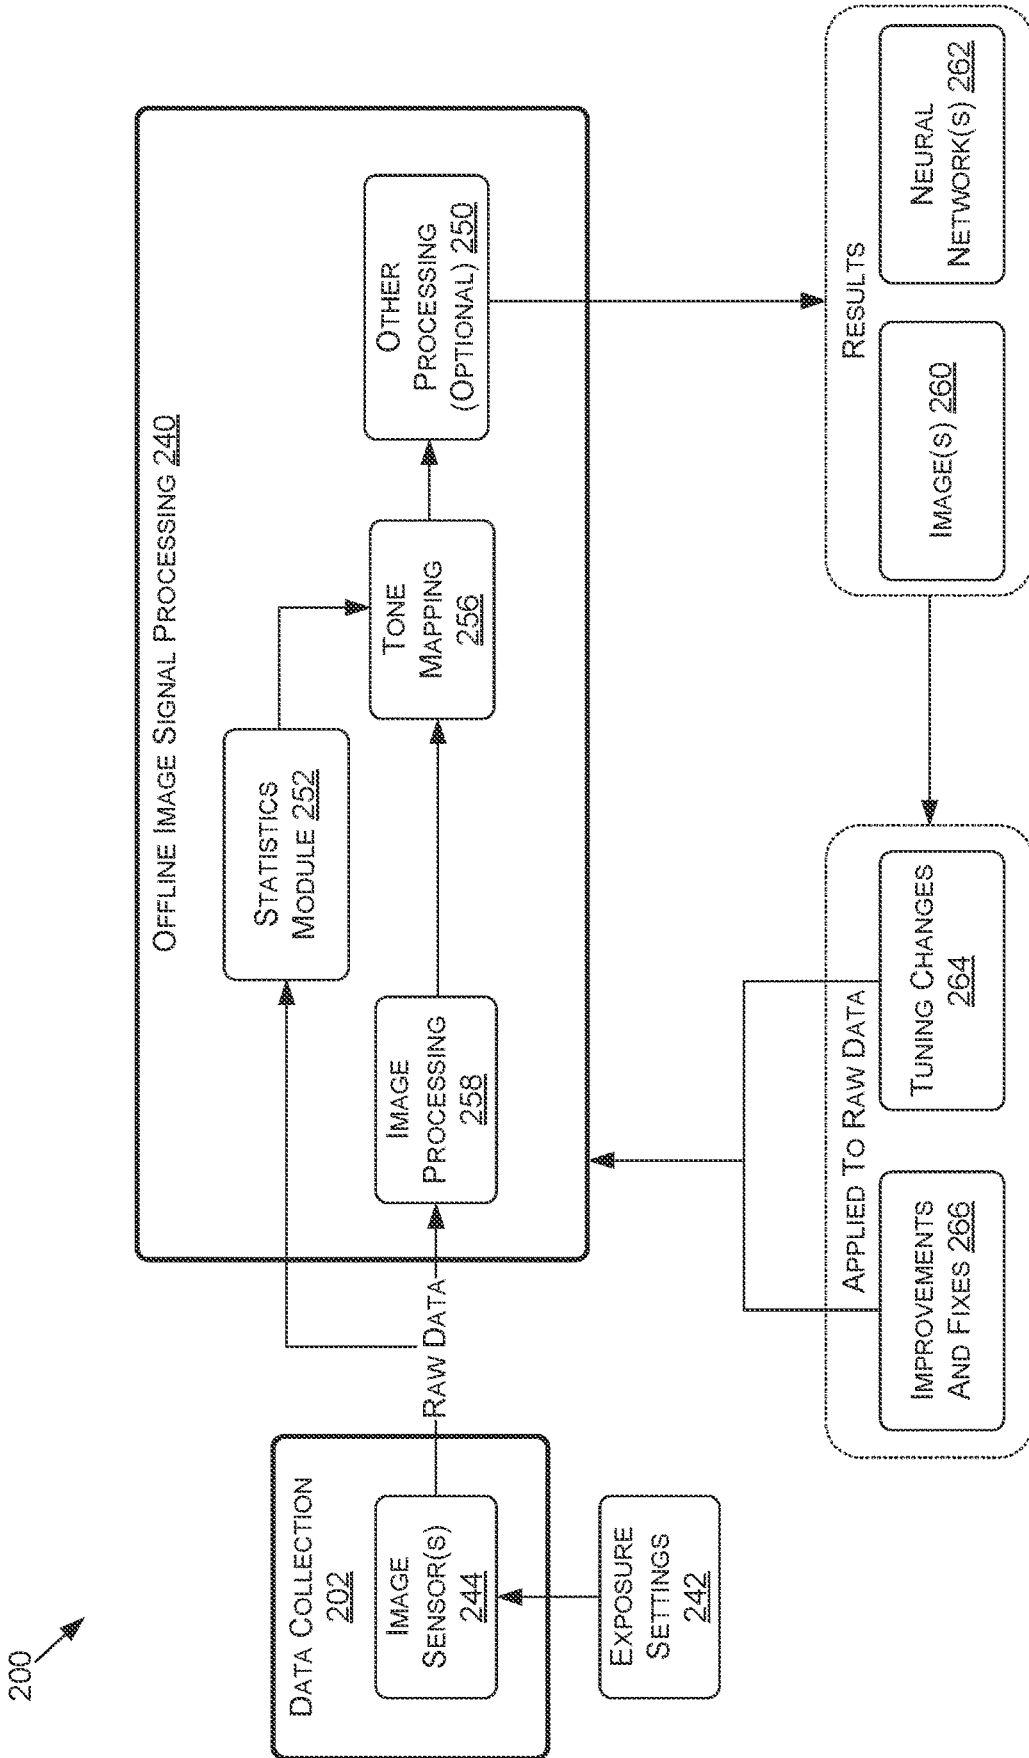 200
DATA COLLECTION
202
IMAGE
SENSOR(S)
244
EXPOSURE
SETTINGS
242
RAW DATA
OFFLINE IMAGE SIGNAL PROCESSING 240
STATISTICS
MODULE 252
IMAGE
PROCESSING
258
TONE
MAPPING
256
OTHER
PROCESSING
(OPTIONAL) 250
APPLIED TO RAW DATA
IMPROVEMENTS
AND FIXES 266
TUNING CHANGES
264
RESULTS
IMAGE(S) 260
NEURAL
NETWORK(S) 262